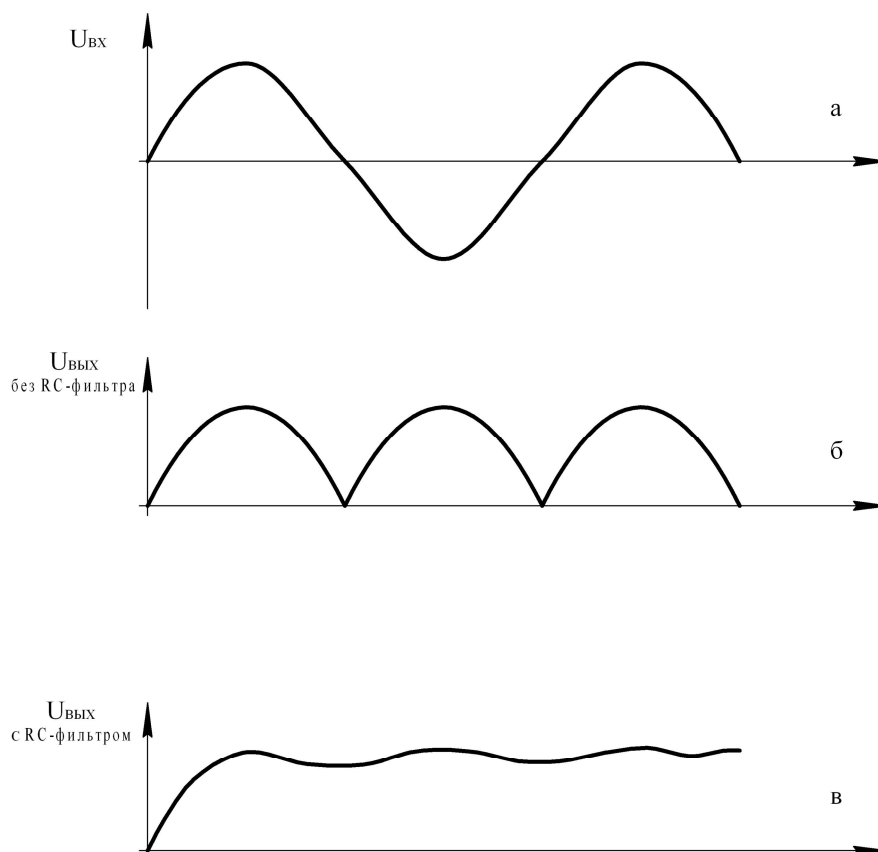 Uвх
а
Uвых
без RC-фильтра
б
Uвых
с RC-фильтром
в